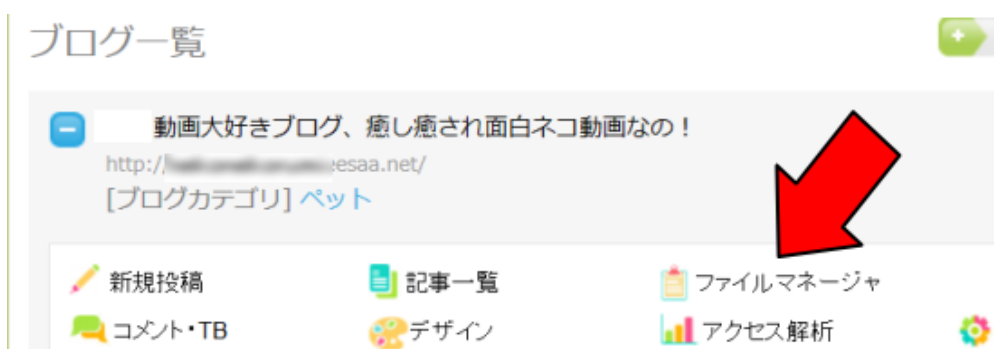 ブログ一覧
動画大好きブログ、癒し癒され面白ネコ動画なの！
http:/ eesaa.net/
[ブログカテゴリ] ペット
新規投稿 記事一覧 ファイルマネージャ
コメント・TB デザイン アクセス解析